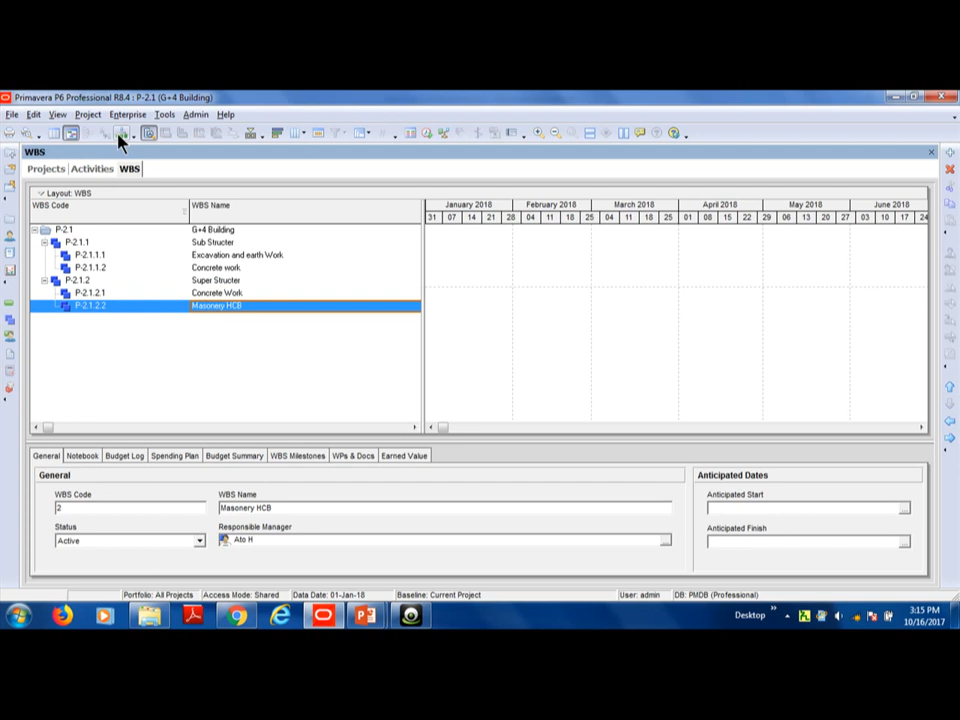 Primavera P6 Professional R8.4 : P-2.1 (G+4 Building)
File Edit View Project Enterprise Tools Admin Help
WBS
Projects Activities WBS
Layout: WBS
WBS Code WBS Name
January 2018 February 2018 March 2018 April 2018 May 2018 June 2018
31 07 14 21 28 04 11 18 25 04 11 18 25 01 08 15 22 29 06 13 20 27 03 10 17 24
P-2.1 G+4 Building
P-2.1.1 Sub Structer
P-2.1.1.1 Excavation and earth Work
P-2.1.1.2 Concrete work
P-2.1.2 Super Structer
P-2.1.2.1 Concrete Work
P-2.1.2.2 Masonery HCB
General Notebook Budget Log Spending Plan Budget Summary WBS Milestones WPs & Docs Earned Value
General Anticipated Dates
WBS Code WBS Name Anticipated Start
2 Masonery HCB
Status Responsible Manager Anticipated Finish
Active Ato H
Portfolio: All Projects Access Mode: Shared Data Date: 01-Jan-18 Baseline: Current Project User: admin DB: PMDB (Professional)
Desktop
3:15 PM
10/16/2017